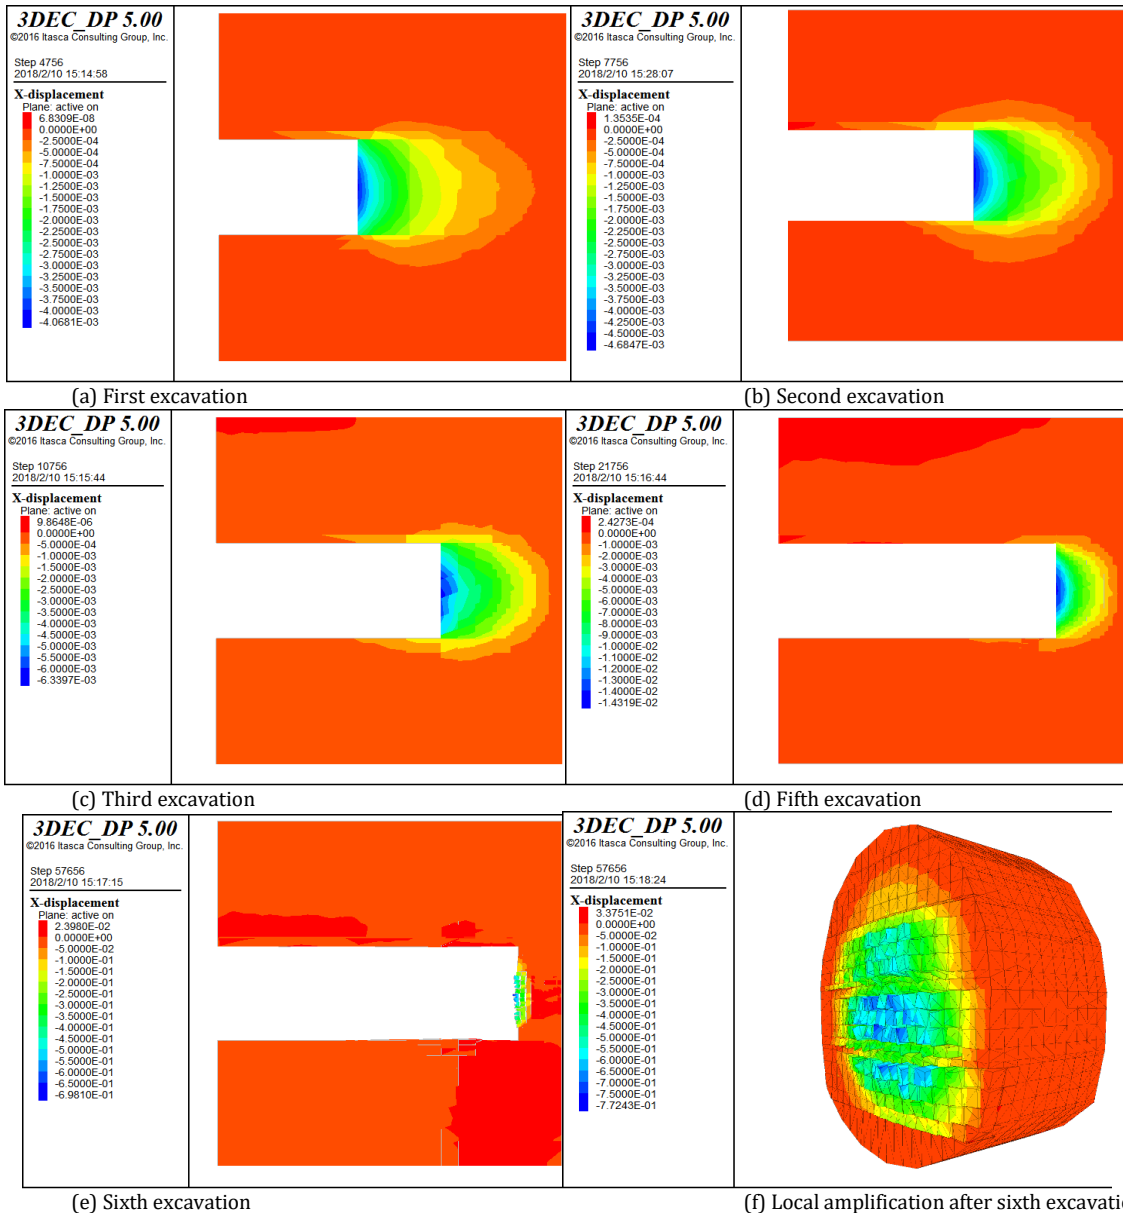 3DEC_DP 5.00
©2016 Itasca Consulting Group, Inc.
Step 4756
2018/2/10 15:14:58
X-displacement
Plane: active on
6.8309E-08
0.0000E+00
-2.5000E-04
-5.0000E-04
-7.5000E-04
-1.0000E-03
-1.2500E-03
-1.5000E-03
-1.7500E-03
-2.0000E-03
-2.2500E-03
-2.5000E-03
-2.7500E-03
-3.0000E-03
-3.2500E-03
-3.5000E-03
-3.7500E-03
-4.0000E-03
-4.0681E-03
(a) First excavation
3DEC_DP 5.00
©2016 Itasca Consulting Group, Inc.
Step 7756
2018/2/10 15:28:07
X-displacement
Plane: active on
1.3535E-04
0.0000E+00
-2.5000E-04
-5.0000E-04
-7.5000E-04
-1.0000E-03
-1.2500E-03
-1.5000E-03
-1.7500E-03
-2.0000E-03
-2.2500E-03
-2.5000E-03
-2.7500E-03
-3.0000E-03
-3.2500E-03
-3.5000E-03
-3.7500E-03
-4.0000E-03
-4.2500E-03
-4.5000E-03
-4.6847E-03
(b) Second excavation
3DEC_DP 5.00
©2016 Itasca Consulting Group, Inc.
Step 10756
2018/2/10 15:15:44
X-displacement
Plane: active on
9.8648E-06
0.0000E+00
-5.0000E-04
-1.0000E-03
-1.5000E-03
-2.0000E-03
-2.5000E-03
-3.0000E-03
-3.5000E-03
-4.0000E-03
-4.5000E-03
-5.0000E-03
-5.5000E-03
-6.0000E-03
-6.3397E-03
(c) Third excavation
3DEC_DP 5.00
©2016 Itasca Consulting Group, Inc.
Step 21756
2018/2/10 15:16:44
X-displacement
Plane: active on
2.4273E-04
0.0000E+00
-1.0000E-03
-2.0000E-03
-3.0000E-03
-4.0000E-03
-5.0000E-03
-6.0000E-03
-7.0000E-03
-8.0000E-03
-9.0000E-03
-1.0000E-02
-1.1000E-02
-1.2000E-02
-1.3000E-02
-1.4000E-02
-1.4319E-02
(d) Fifth excavation
3DEC_DP 5.00
©2016 Itasca Consulting Group, Inc.
Step 57656
2018/2/10 15:17:15
X-displacement
Plane: active on
2.3980E-02
0.0000E+00
-5.0000E-02
-1.0000E-01
-1.5000E-01
-2.0000E-01
-2.5000E-01
-3.0000E-01
-3.5000E-01
-4.0000E-01
-4.5000E-01
-5.0000E-01
-5.5000E-01
-6.0000E-01
-6.5000E-01
-6.9810E-01
(e) Sixth excavation
3DEC_DP 5.00
©2016 Itasca Consulting Group, Inc.
Step 57656
2018/2/10 15:18:24
X-displacement
3.3751E-02
0.0000E+00
-5.0000E-02
-1.0000E-01
-1.5000E-01
-2.0000E-01
-2.5000E-01
-3.0000E-01
-3.5000E-01
-4.0000E-01
-4.5000E-01
-5.0000E-01
-5.5000E-01
-6.0000E-01
-6.5000E-01
-7.0000E-01
-7.5000E-01
-7.7243E-01
(f) Local amplification after sixth excavatio